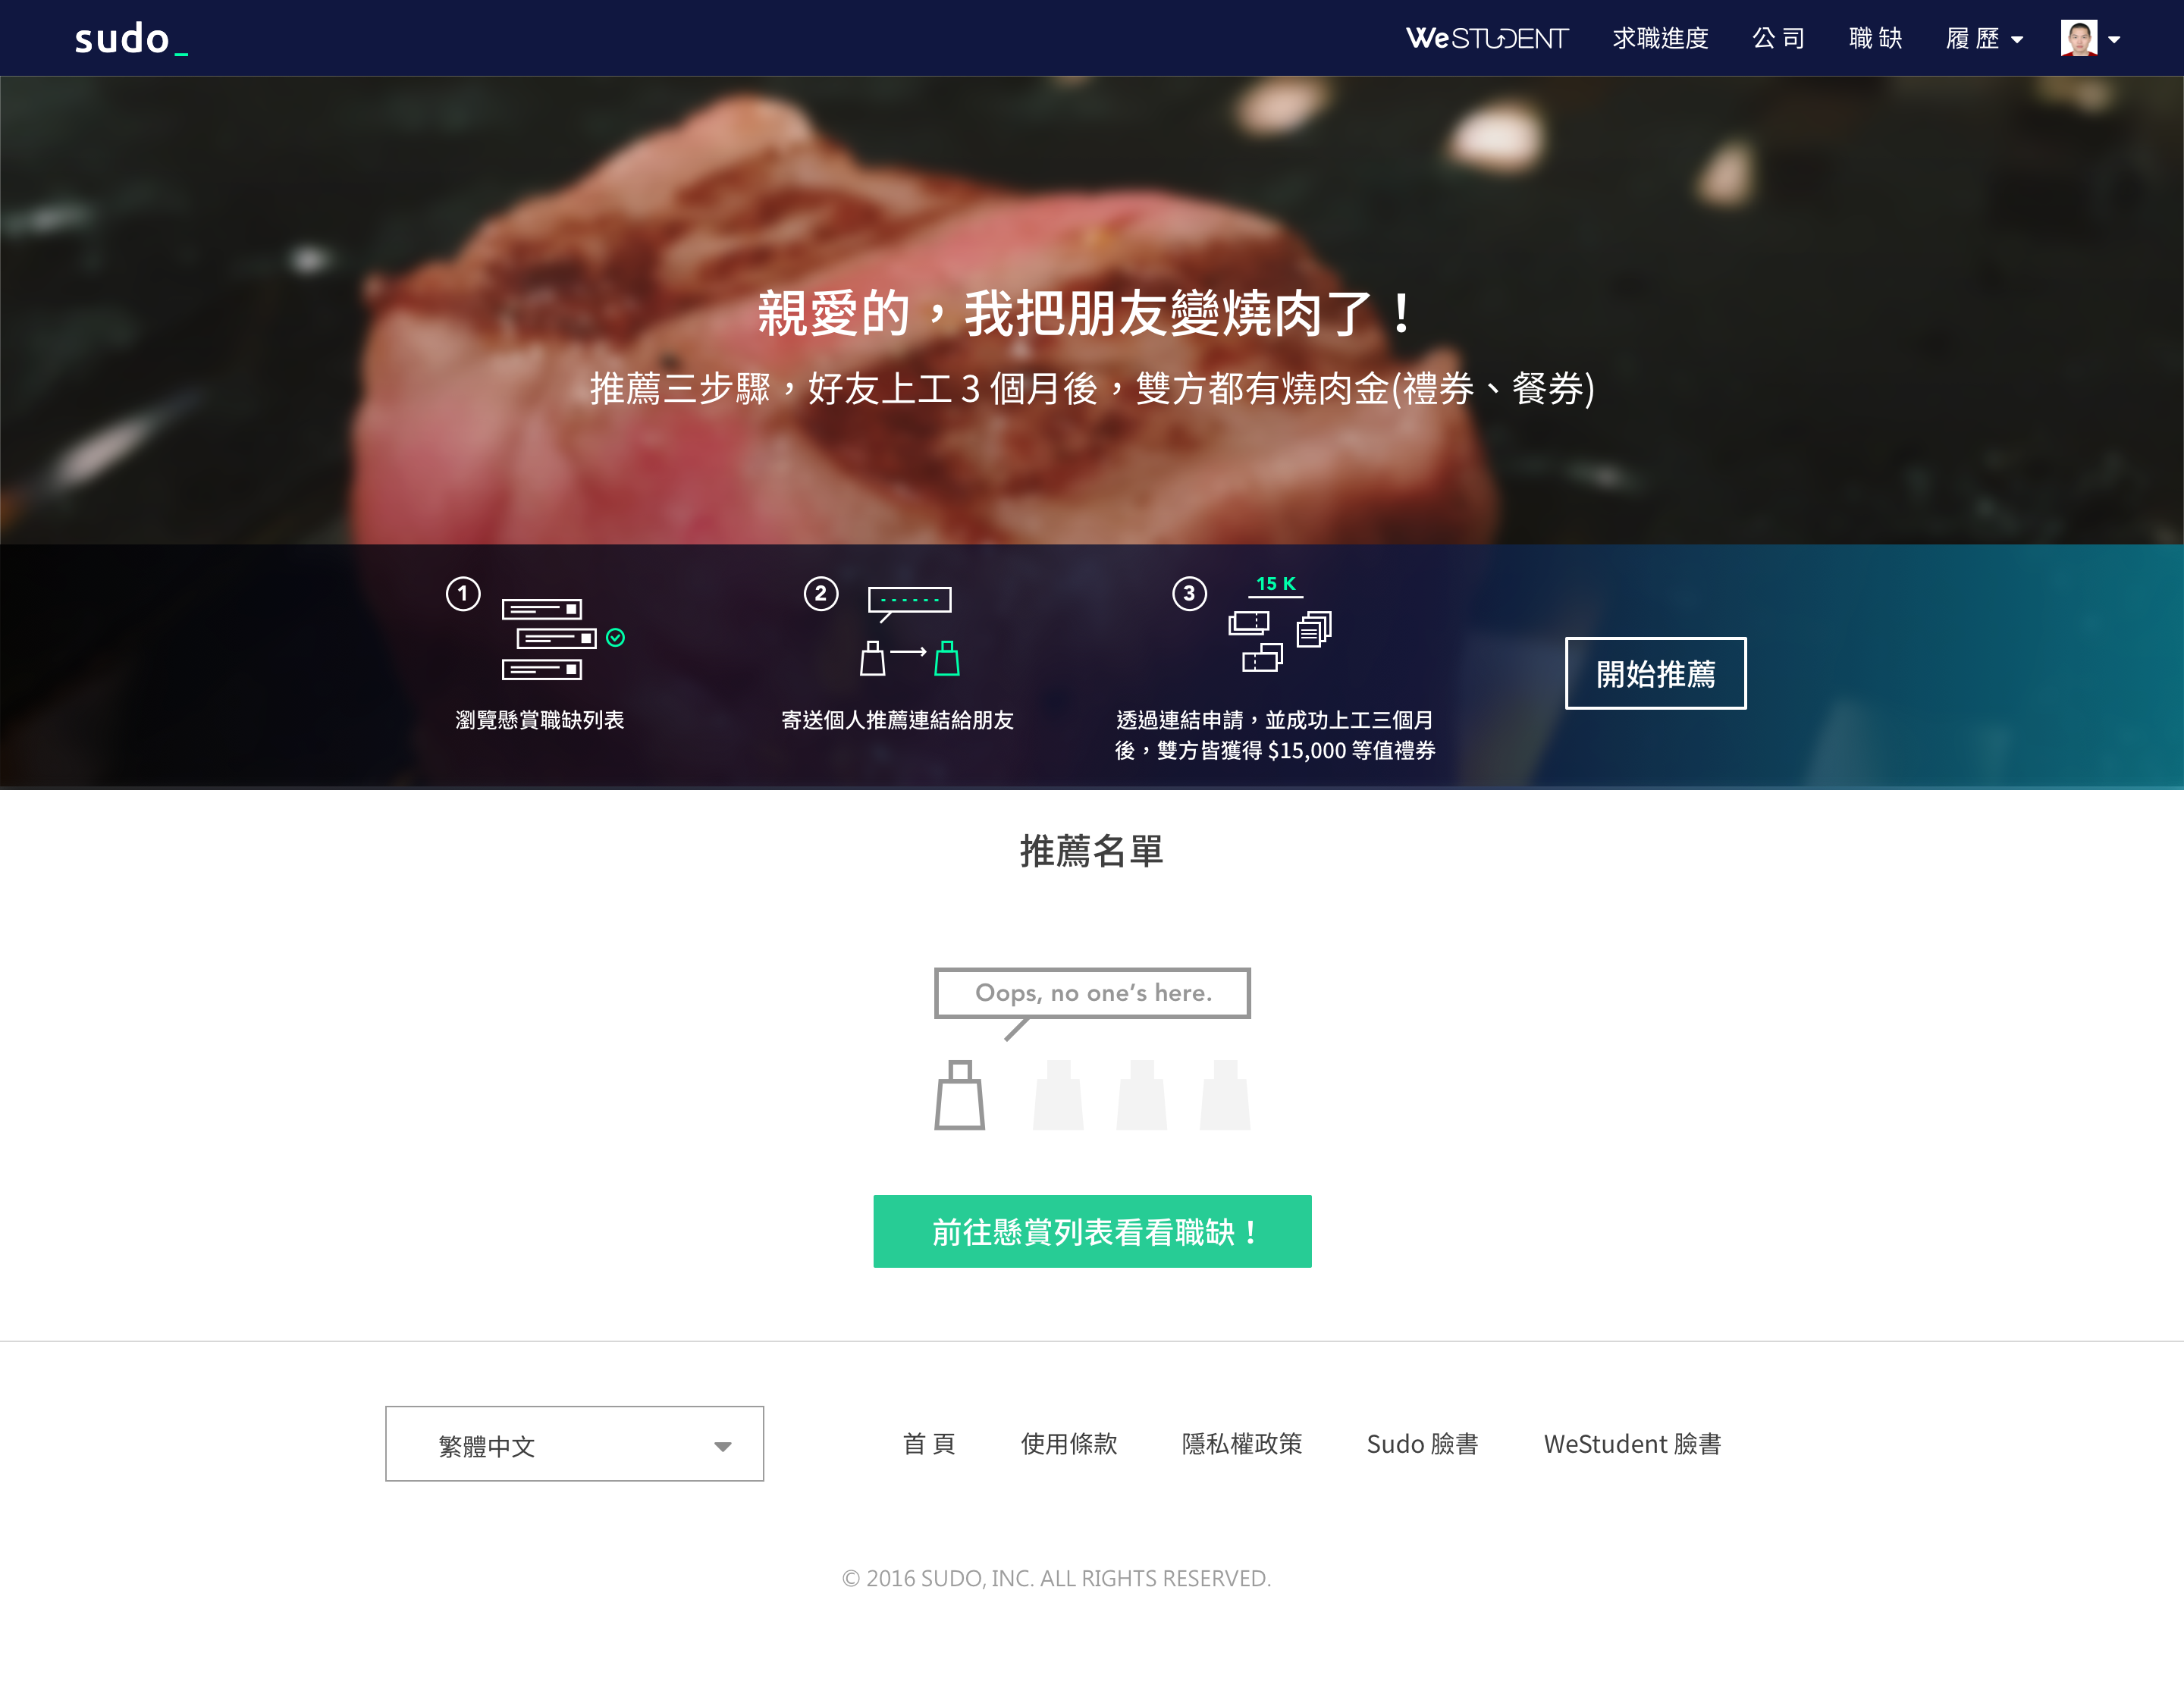 sudo_
WeSTUDENT 求職進度 公 司 職 缺 履 歷
親愛的，我把朋友變燒肉了！
推薦三步驟，好友上工 3 個月後，雙方都有燒肉金(禮券、餐券)
1
瀏覽懸賞職缺列表
2
寄送個人推薦連結給朋友
3
15 K
透過連結申請，並成功上工三個月
後，雙方皆獲得 $15,000 等值禮券
開始推薦
推薦名單
Oops, no one’s here.
前往懸賞列表看看職缺！
繁體中文
首 頁 使用條款 隱私權政策 Sudo 臉書 WeStudent 臉書
© 2016 SUDO, INC. ALL RIGHTS RESERVED.